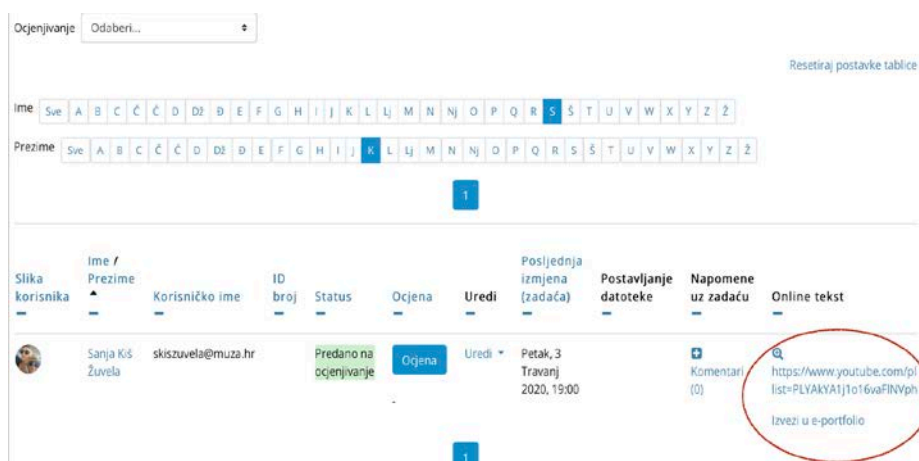 Ocjenjivanje Odaberi...
Resetiraj postavke tablice
Ime Sve A B C Č Ć D Dž Đ E F G H I J K L Lj M N Nj O P Q R S Š T U V W X Y Z Ž
Prezime Sve A B C Č Ć D Dž Đ E F G H I J K L Lj M N Nj O P Q R S Š T U V W X Y Z Ž
1
Slika korisnika
Ime / Prezime
Korisničko ime
ID broj
Status
Ocjena
Uredi
Posljednja izmjena (zadaća)
Postavljanje datoteke
Napomene uz zadaću
Online tekst
Sanja Kiš Žuvela
skiszuvela@muza.hr
Predano na ocjenjivanje
Ocjena
-
Uredi
Petak, 3 Travanj 2020, 19:00
Komentari (0)
https://www.youtube.com/pl
list=PLYAkYA1j1o16vaFlNVph
Izvezi u e-portfolio
1